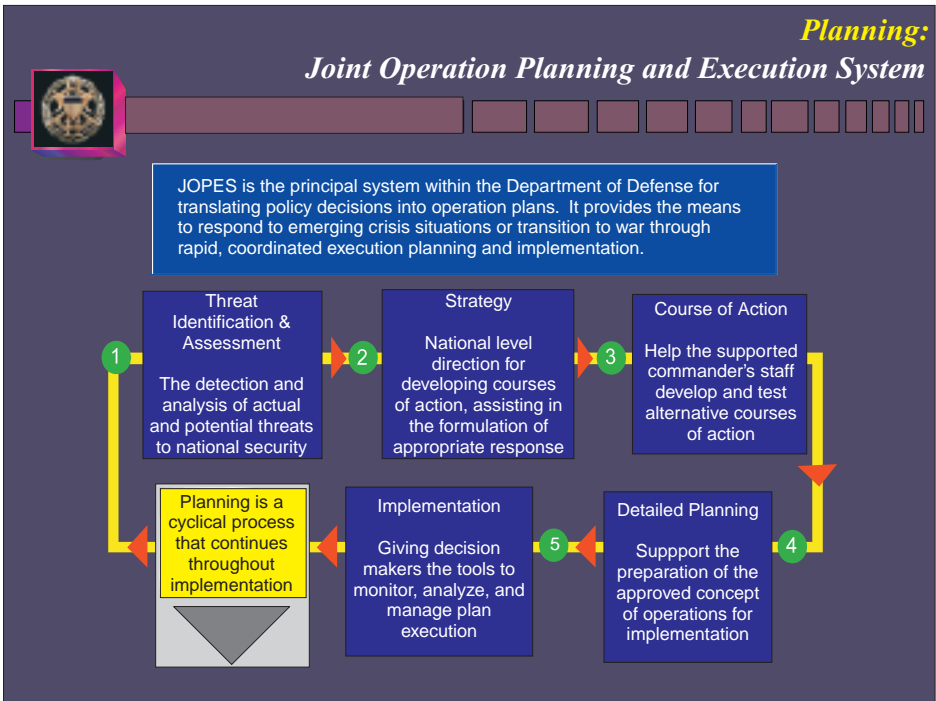 Planning:
Joint Operation Planning and Execution System
JOPES is the principal system within the Department of Defense for
translating policy decisions into operation plans.  It provides the means
to respond to emerging crisis situations or transition to war through
rapid, coordinated execution planning and implementation.
1
Threat
Identification &
Assessment
The detection and
analysis of actual
and potential threats
to national security
2
Strategy
National level
direction for
developing courses
of action, assisting in
the formulation of
appropriate response
3
Course of Action
Help the supported
commander’s staff
develop and test
alternative courses
of action
4
Detailed Planning
Suppport the
preparation of the
approved concept
of operations for
implementation
5
Implementation
Giving decision
makers the tools to
monitor, analyze, and
manage plan
execution
Planning is a
cyclical process
that continues
throughout
implementation